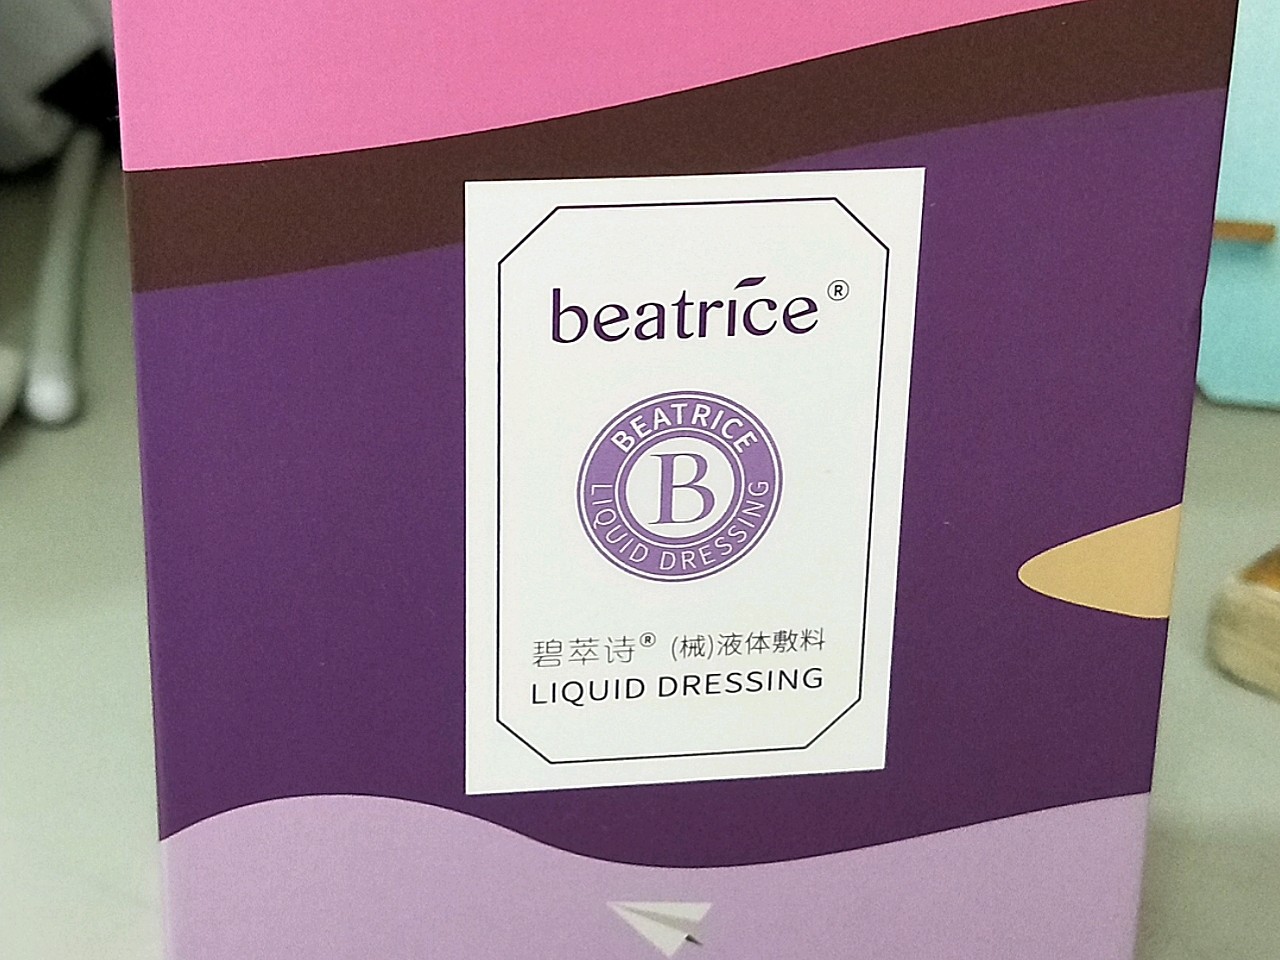 beatrice®
BEATRICE
B
LIQUID DRESSING
碧萃诗® (械)液体敷料
LIQUID DRESSING